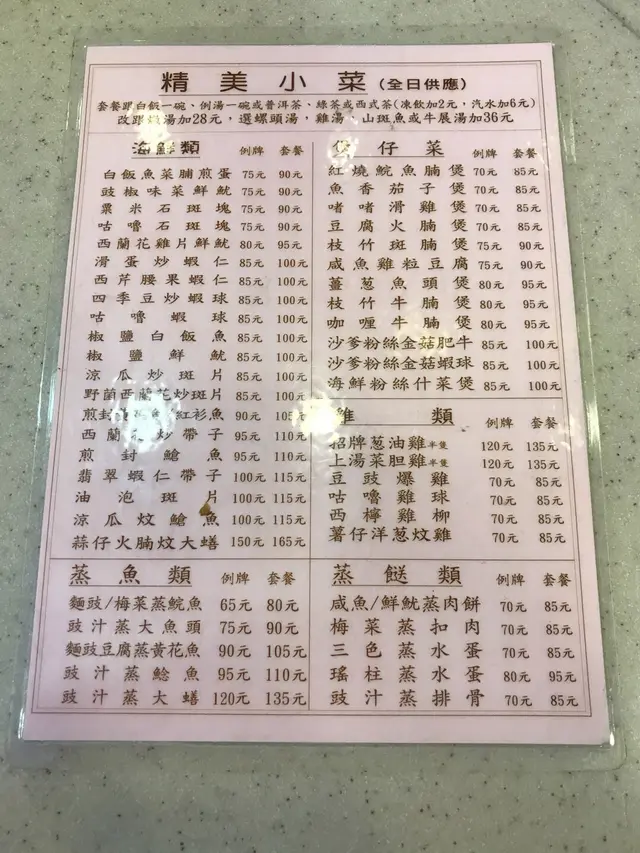 精美小菜(全日供應)
套餐跟白飯一碗、例湯一碗或普洱茶、綠茶或西式茶(凍飲加2元，汽水加6元)
改跟燉湯加28元，選螺頭湯，雞湯、山斑魚或牛展湯加36元
海鮮類 例牌 套餐
白飯魚菜脯煎蛋 75元 90元
豉椒味菜鮮魷 75元 90元
粟米石斑塊 75元 90元
咕嚕石斑塊 75元 90元
西蘭花雞片鮮魷 80元 95元
滑蛋炒蝦仁 85元 100元
西芹腰果蝦仁 85元 100元
四季豆炒蝦球 85元 100元
咕嚕蝦球 85元 100元
椒鹽白飯魚 85元 100元
椒鹽鮮魷 85元 100元
涼瓜炒斑片 85元 100元
野菌西蘭花炒斑片 85元 100元
煎封 紅衫魚 90元 105元
西蘭花炒帶子 95元 110元
煎封鯧魚 95元 110元
翡翠蝦仁帶子 100元 115元
油泡斑片 100元 115元
涼瓜炆鯧魚 100元 115元
蒜仔火腩炆大鱔 150元 165元
煲仔菜 例牌 套餐
紅燒鯇魚腩煲 70元 85元
魚香茄子煲 70元 85元
啫啫滑雞煲 70元 85元
豆腐火腩煲 70元 85元
枝竹斑腩煲 75元 90元
咸魚雞粒豆腐 75元 90元
薑蔥魚頭煲 80元 95元
枝竹牛腩煲 80元 95元
咖喱牛腩煲 80元 95元
沙爹粉絲金菇肥牛 85元 100元
沙爹粉絲金菇蝦球 85元 100元
海鮮粉絲什菜煲 85元 100元
雞類 例牌 套餐
招牌蔥油雞半隻 120元 135元
上湯菜胆雞半隻 120元 135元
豆豉爆雞 70元 85元
咕嚕雞球 70元 85元
西檸雞柳 70元 85元
薯仔洋蔥炆雞 70元 85元
蒸魚類 例牌 套餐
麵豉/梅菜蒸鯇魚 65元 80元
豉汁蒸大魚頭 75元 90元
麵豉豆腐蒸黃花魚 90元 105元
豉汁蒸鯰魚 95元 110元
豉汁蒸大鱔 120元 135元
蒸餸類 例牌 套餐
咸魚/鮮魷蒸肉餅 70元 85元
梅菜蒸扣肉 70元 85元
三色蒸水蛋 70元 85元
瑤柱蒸水蛋 80元 95元
豉汁蒸排骨 70元 85元